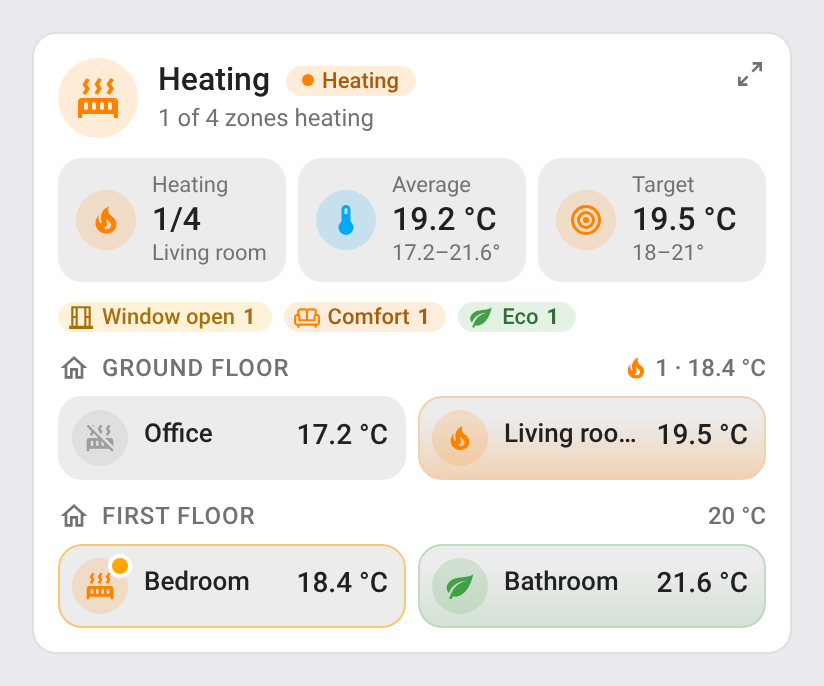 Heating
Heating
1 of 4 zones heating
Heating
1/4
Living room
Average
19.2 °C
17.2–21.6°
Target
19.5 °C
18–21°
Window open 1
Comfort 1
Eco 1
GROUND FLOOR
1 · 18.4 °C
Office
17.2 °C
Living roo…
19.5 °C
FIRST FLOOR
20 °C
Bedroom
18.4 °C
Bathroom
21.6 °C